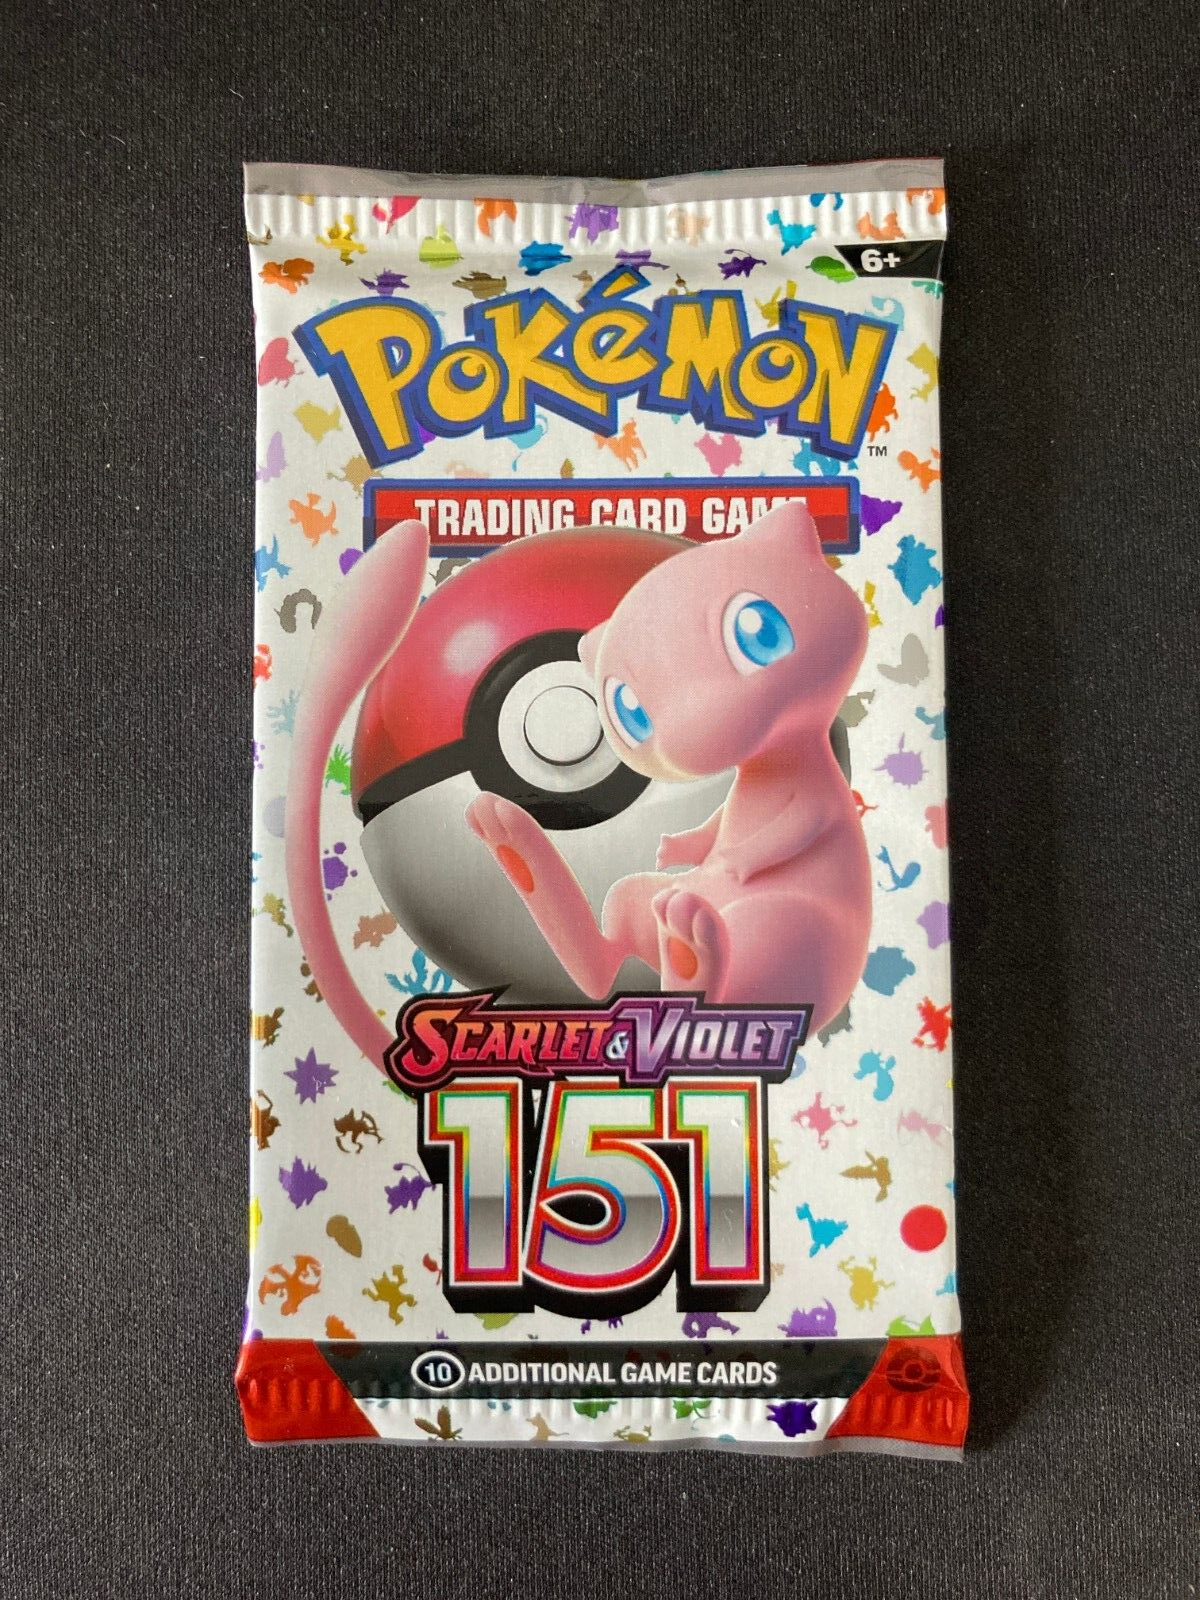 6+
POKéMON
TM
TRADING CARD GAME
SCARLET & VIOLET
151
10 ADDITIONAL GAME CARDS